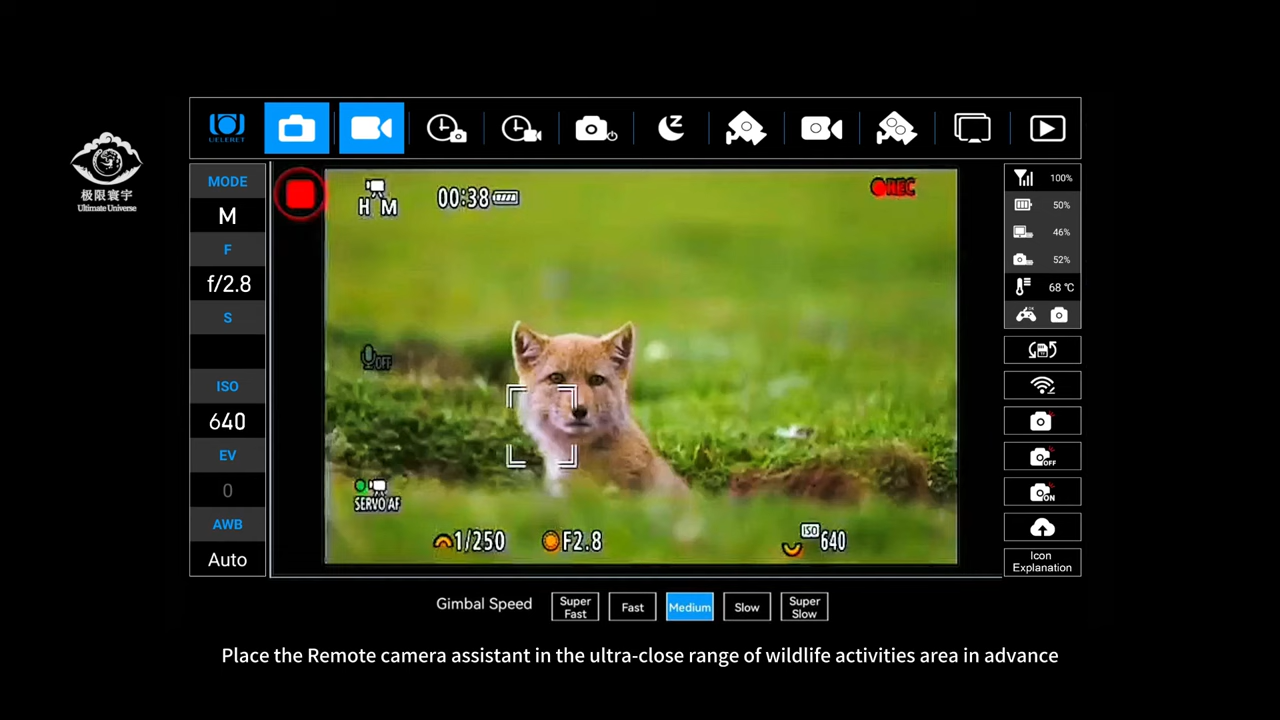 UELERET
极限寰宇
Ultimate Universe
MODE
M
F
f/2.8
S
ISO
640
EV
0
AWB
Auto
H M
00:38
REC
OFF
SERVO AF
1/250
F2.8
ISO
640
100%
50%
46%
52%
68 ℃
OFF
ON
Icon
Explanation
Gimbal Speed
Super
Fast
Fast
Medium
Slow
Super
Slow
Place the Remote camera assistant in the ultra-close range of wildlife activities area in advance